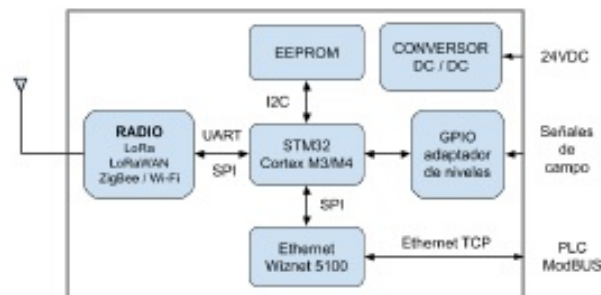 EEPROM
CONVERSOR
DC / DC
24VDC
I2C
RADIO
LoRa
LoRaWAN
ZigBee / Wi-Fi
UART
SPI
STM32
Cortex M3/M4
GPIO
adaptador
de niveles
Señales
de
campo
SPI
Ethernet
Wiznet 5100
Ethernet TCP
PLC
ModBUS